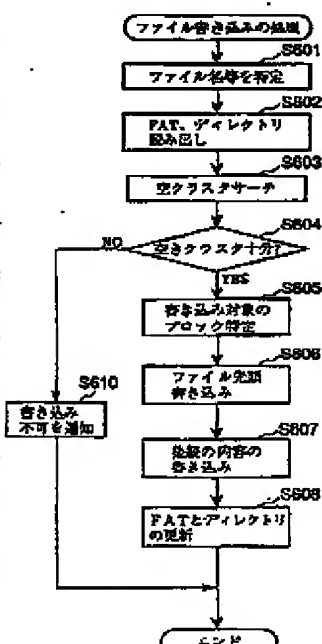 ファイル書き込みの処理
S601
ファイル名等を指定
S602
FAT、ディレクトリ
読み出し
S603
空クラスタサーチ
S604
空きクラスタ十分?
NO
YES
S605
書き込み対象の
ブロック特定
S606
ファイル先頭
書き込み
S610
書き込み
不可を通知
S607
後続の内容の
書き込み
S608
FATとディレクトリ
の更新
エンド